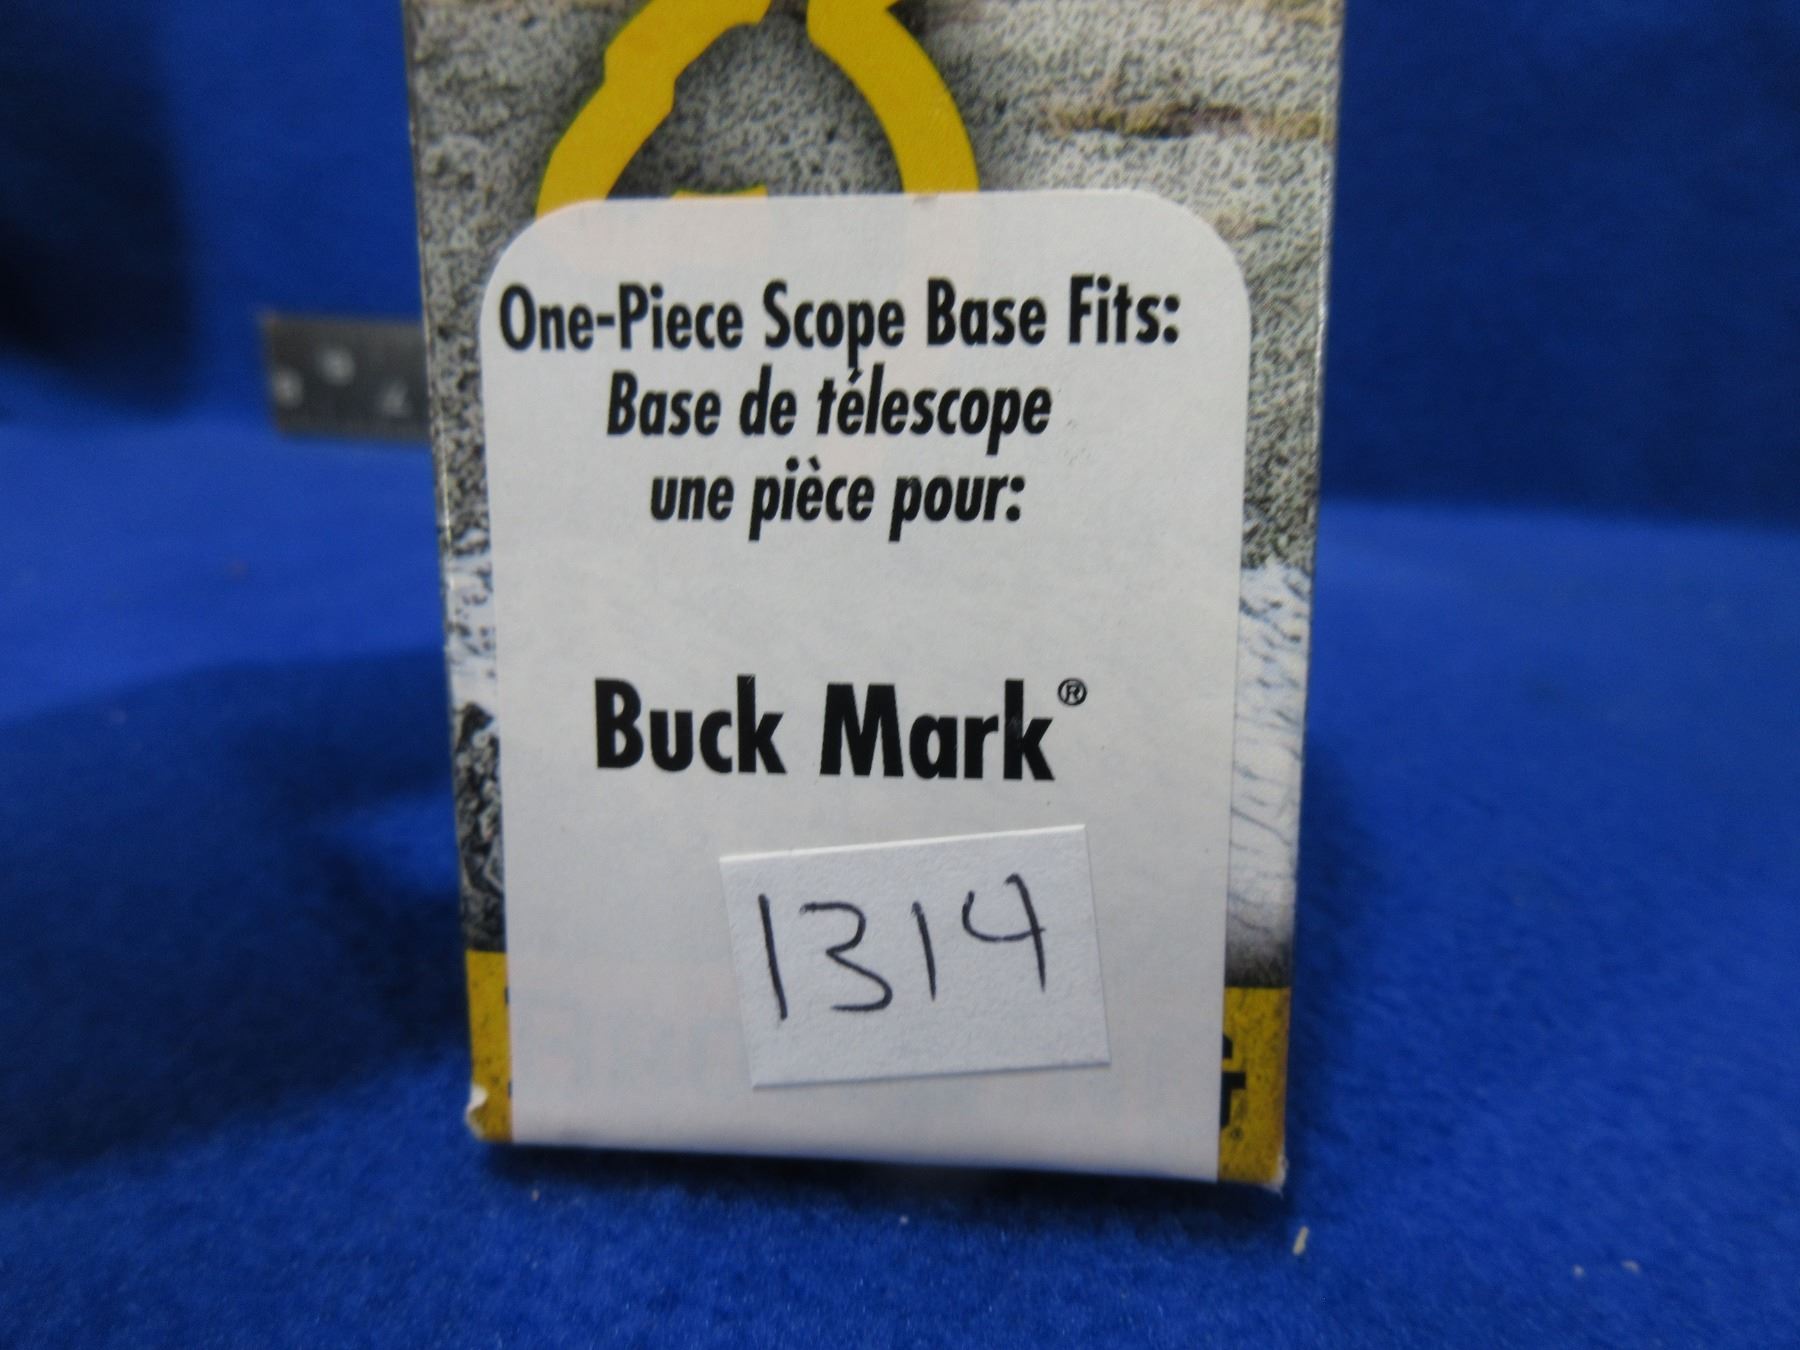 One-Piece Scope Base Fits:
Base de télescope
une pièce pour:
Buck Mark®
1314